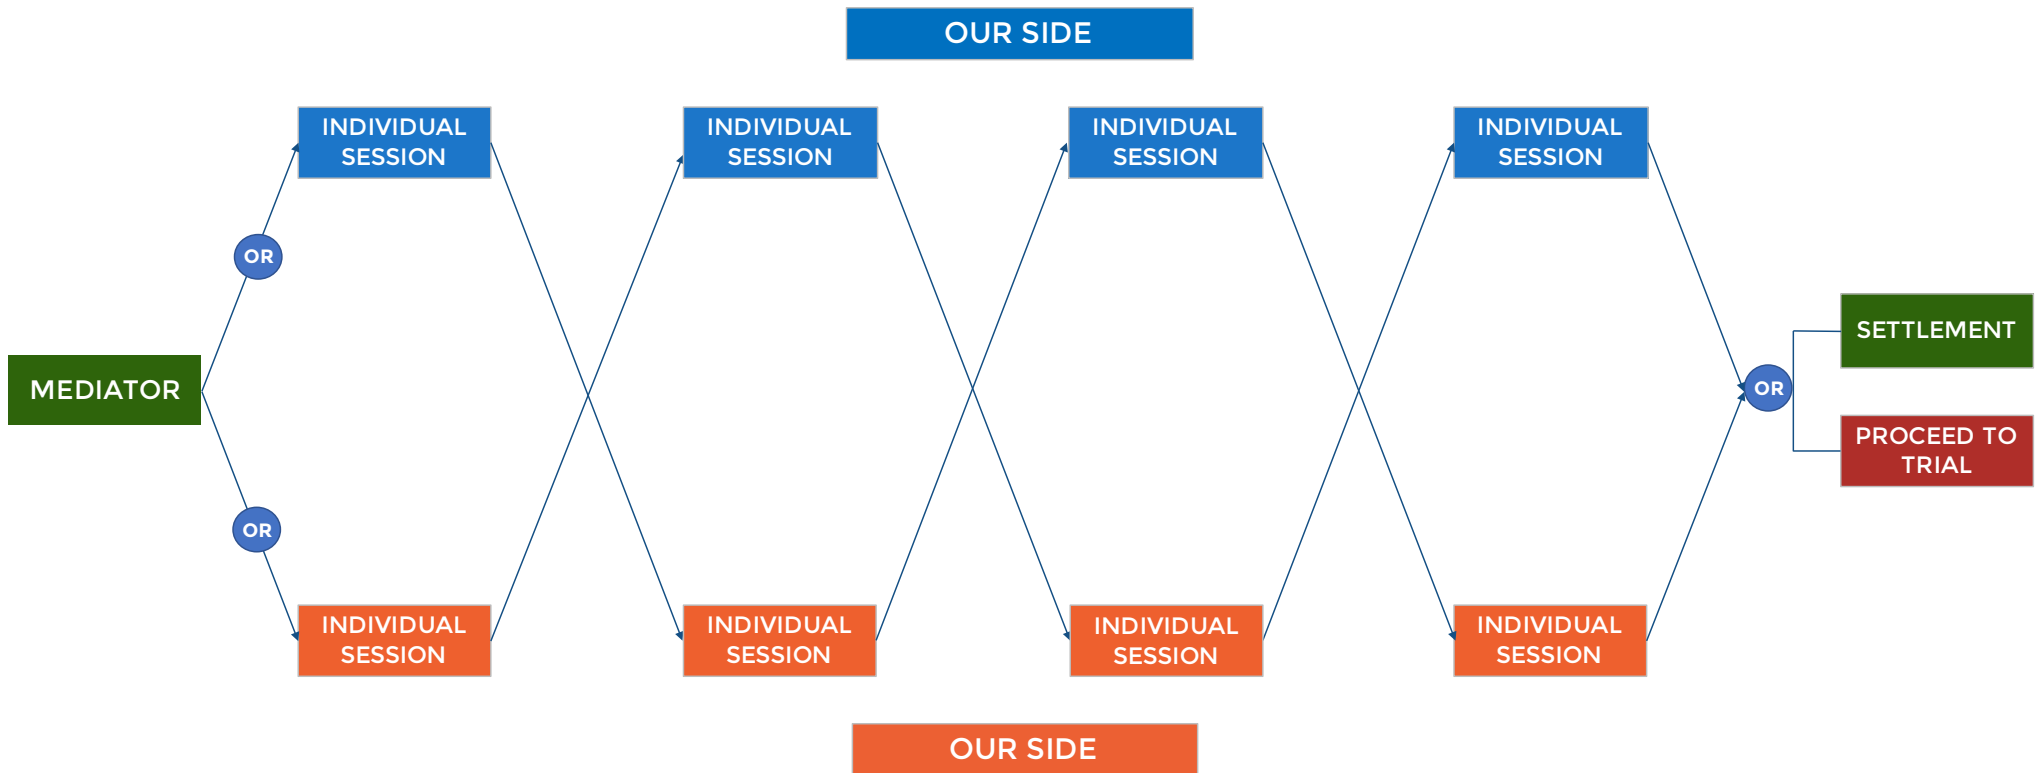 OUR SIDE
INDIVIDUAL
SESSION
INDIVIDUAL
SESSION
INDIVIDUAL
SESSION
INDIVIDUAL
SESSION
OR
MEDIATOR
OR
SETTLEMENT
PROCEED TO
TRIAL
OR
INDIVIDUAL
SESSION
INDIVIDUAL
SESSION
INDIVIDUAL
SESSION
INDIVIDUAL
SESSION
OUR SIDE